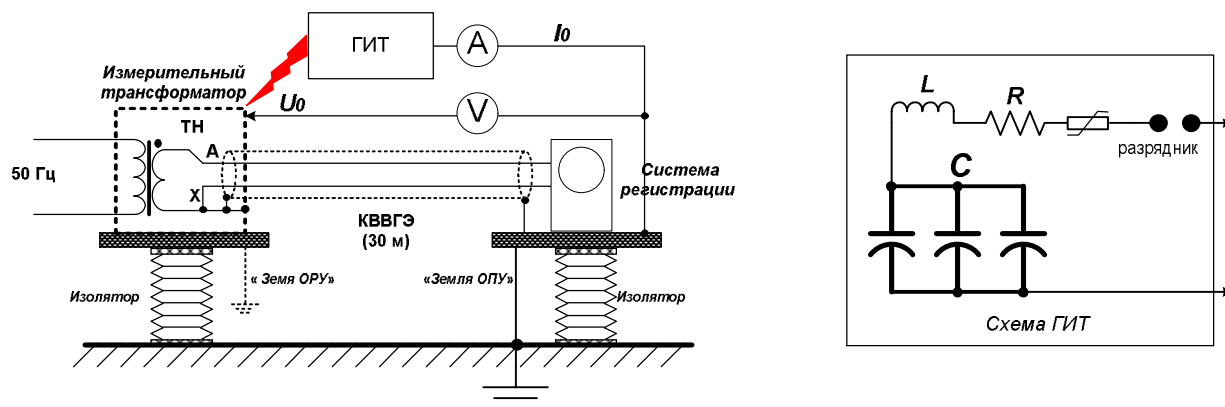 ГИТ
A
I0
Измерительный
трансформатор
U0
V
ТН
А
50 Гц
Х
Система
регистрации
КВВГЭ
(30 м)
« Земя ОРУ»
«Земля ОПУ»
Изолятор
Изолятор
L
R
разрядник
C
Схема ГИТ